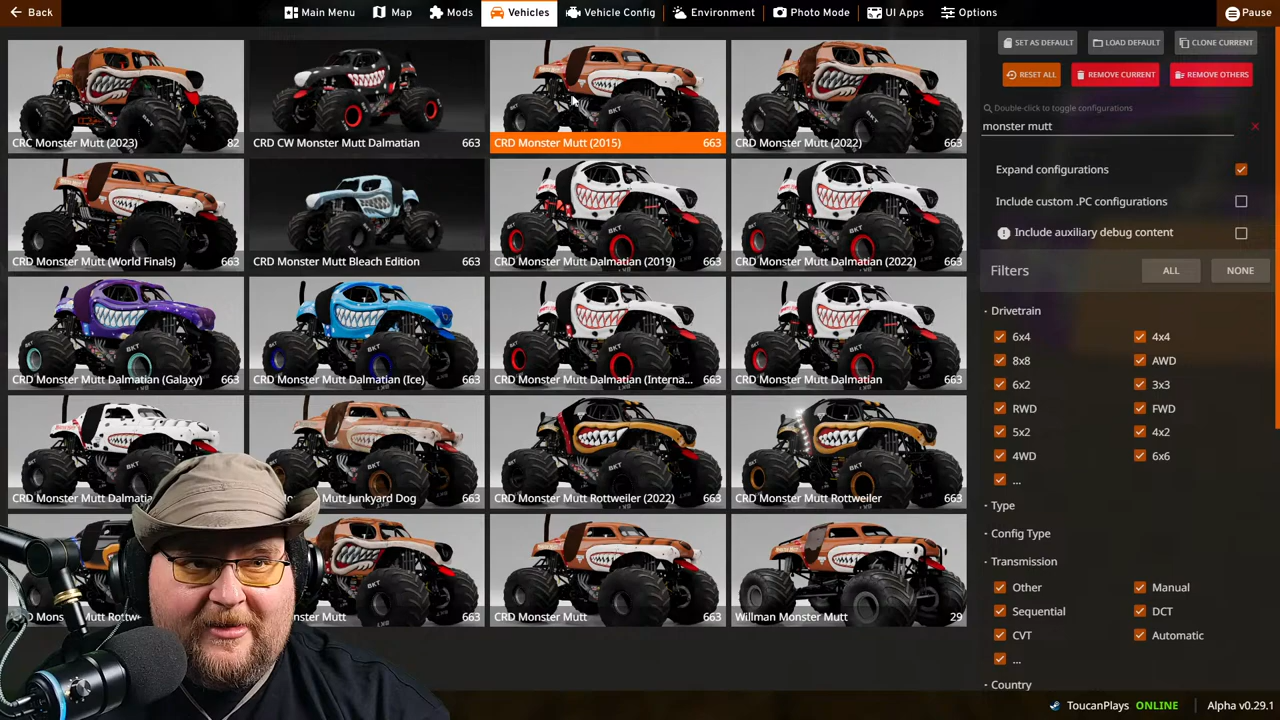 Back
Main Menu
Map
Mods
Vehicles
Vehicle Config
Environment
Photo Mode
UI Apps
Options
Pause
CRC Monster Mutt (2023) 82
CRD CW Monster Mutt Dalmatian 663
CRD Monster Mutt (2015) 663
CRD Monster Mutt (2022) 663
CRD Monster Mutt (World Finals) 663
CRD Monster Mutt Bleach Edition 663
CRD Monster Mutt Dalmatian (2019) 663
CRD Monster Mutt Dalmatian (2022) 663
CRD Monster Mutt Dalmatian (Galaxy) 663
CRD Monster Mutt Dalmatian (Ice) 663
CRD Monster Mutt Dalmatian (Interna... 663
CRD Monster Mutt Dalmatian 663
CRD Monster Mutt Dalmatia
Monster Mutt Junkyard Dog 663
CRD Monster Mutt Rottweiler (2022) 663
CRD Monster Mutt Rottweiler 663
CRD Monster Mutt Rottw
onster Mutt 663
CRD Monster Mutt 663
Willman Monster Mutt 29
SET AS DEFAULT
LOAD DEFAULT
CLONE CURRENT
RESET ALL
REMOVE CURRENT
REMOVE OTHERS
Double-click to toggle configurations
monster mutt
Expand configurations
Include custom .PC configurations
Include auxiliary debug content
Filters
ALL
NONE
- Drivetrain
6x4
4x4
8x8
AWD
6x2
3x3
RWD
FWD
5x2
4x2
4WD
6x6
...
- Type
- Config Type
- Transmission
Other
Manual
Sequential
DCT
CVT
Automatic
...
- Country
ToucanPlays ONLINE
Alpha v0.29.1